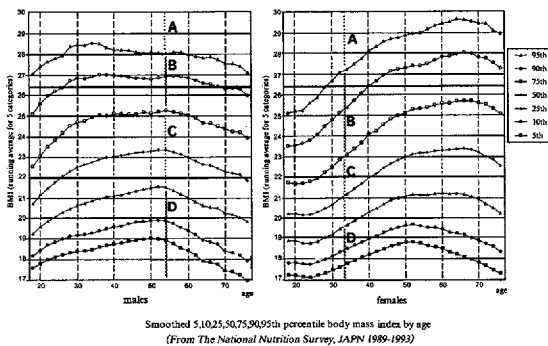 BMI (running average for 5 categories)
30
29
28
27
26
25
24
23
22
21
20
19
18
17
A
B
C
D
20 30 40 50 60 70 age
males
BMI (running average for 5 categories)
30
29
28
27
26
25
24
23
22
21
20
19
18
17
A
B
C
D
20 30 40 50 60 70 age
females
95th
90th
75th
50th
25th
10th
5th
Smoothed 5,10,25,50,75,90,95th percentile body mass index by age
(From The National Nutrition Survey, JAPN 1989-1993)